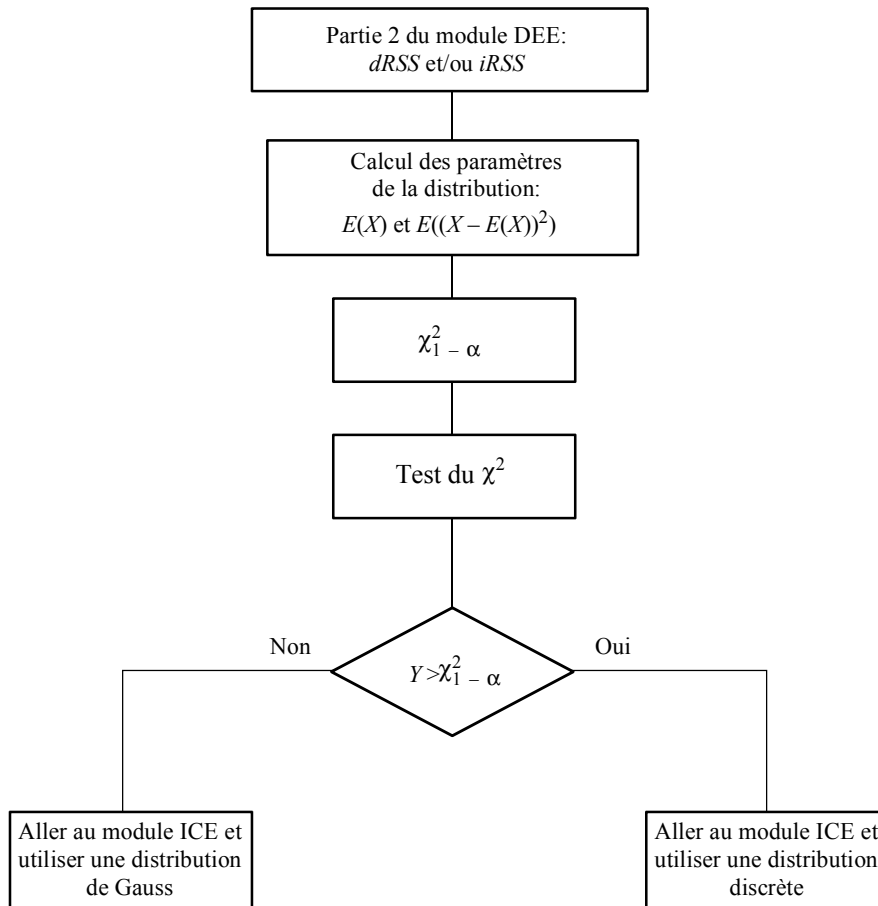 Partie 2 du module DEE:
dRSS et/ou iRSS
Calcul des paramètres
de la distribution:
E(X) et E((X – E(X))²)
χ²₁ ₋ α
Test du χ²
Non
Y >χ²₁ ₋ α
Oui
Aller au module ICE et
utiliser une distribution
de Gauss
Aller au module ICE et
utiliser une distribution
discrète